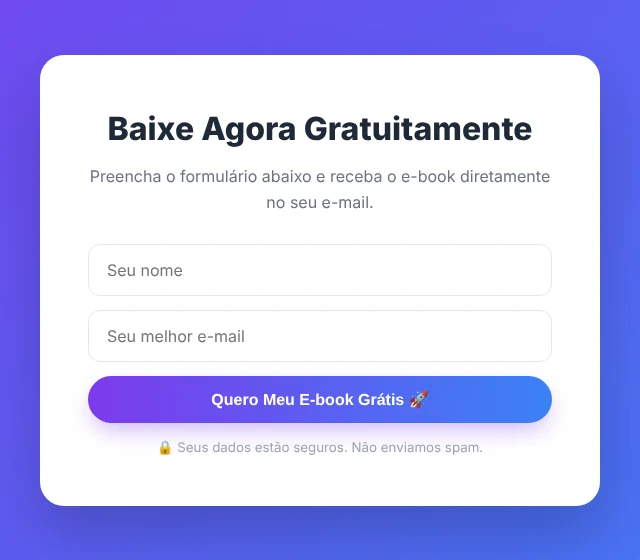 Baixe Agora Gratuitamente
Preencha o formulário abaixo e receba o e-book diretamente
no seu e-mail.
Seu nome
Seu melhor e-mail
Quero Meu E-book Grátis 🚀
🔒 Seus dados estão seguros. Não enviamos spam.